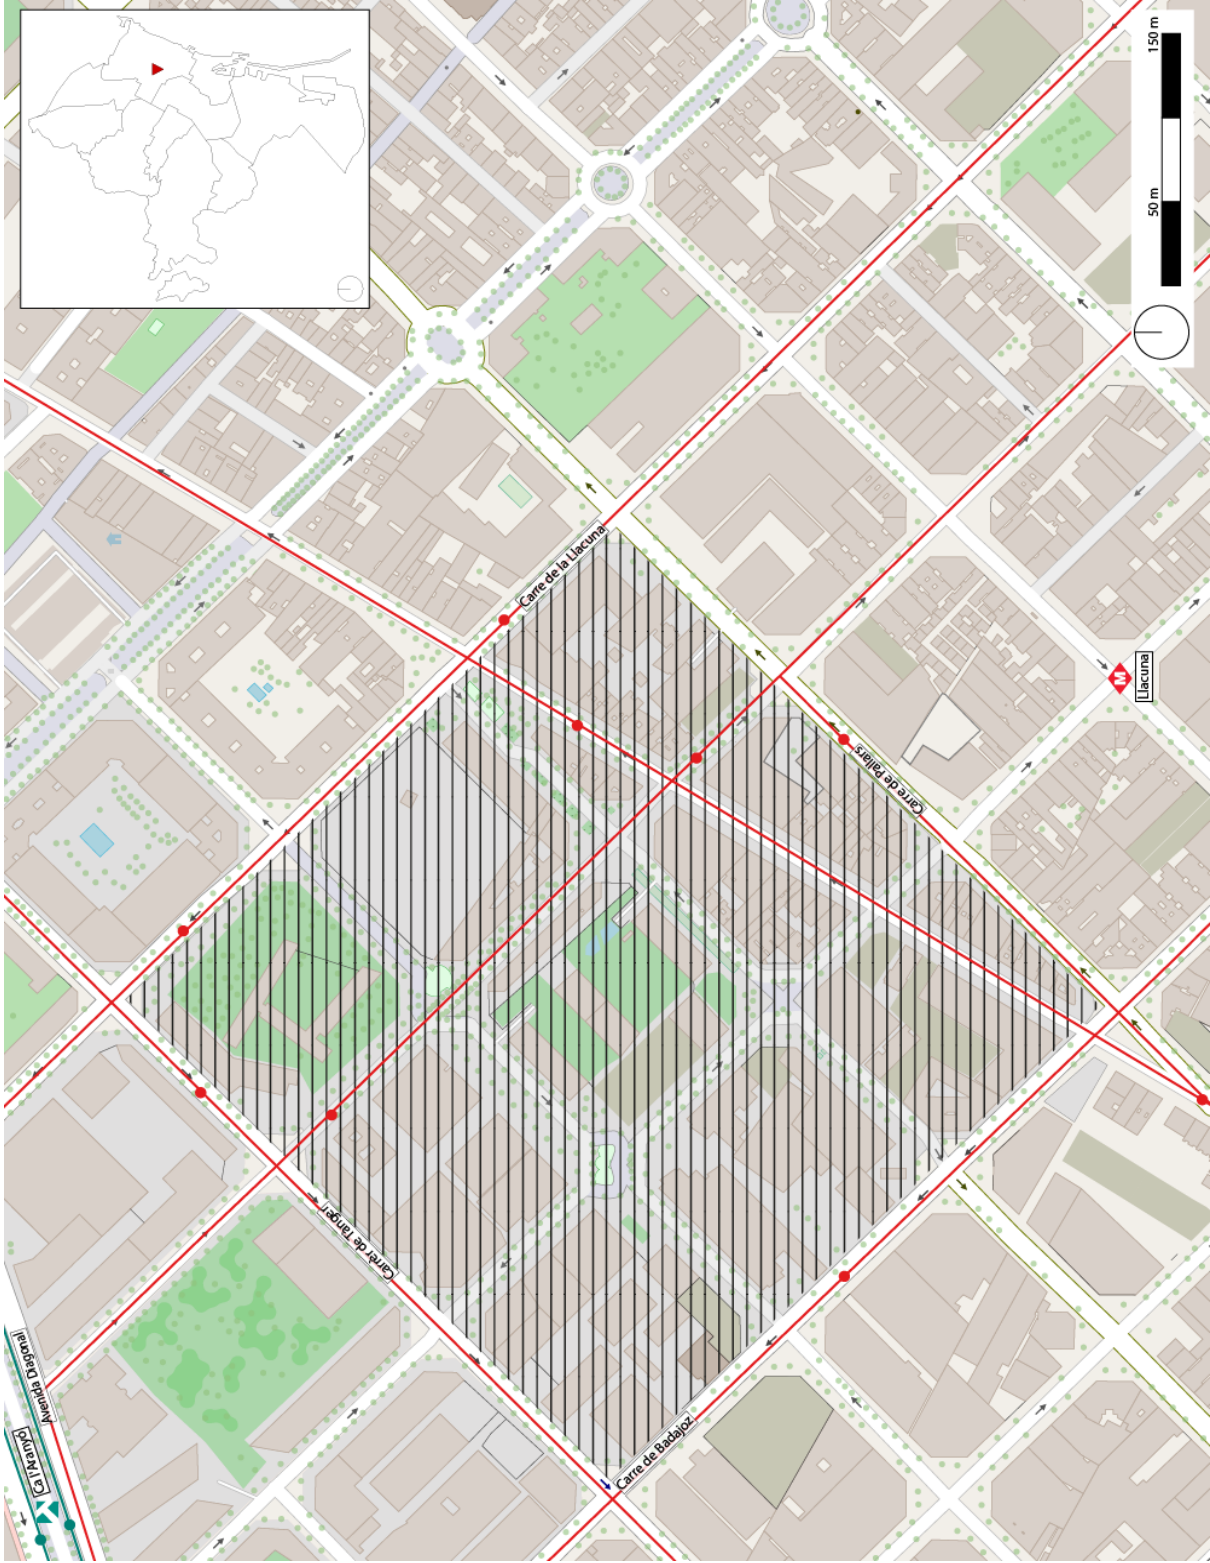 150 m
50 m
Carre de la Llacuna
Llacuna
M
Carre de Pallars
Carrèr de Tànger
Avenida Diagonal
Ca l'Aranyó
Carre de Badajoz